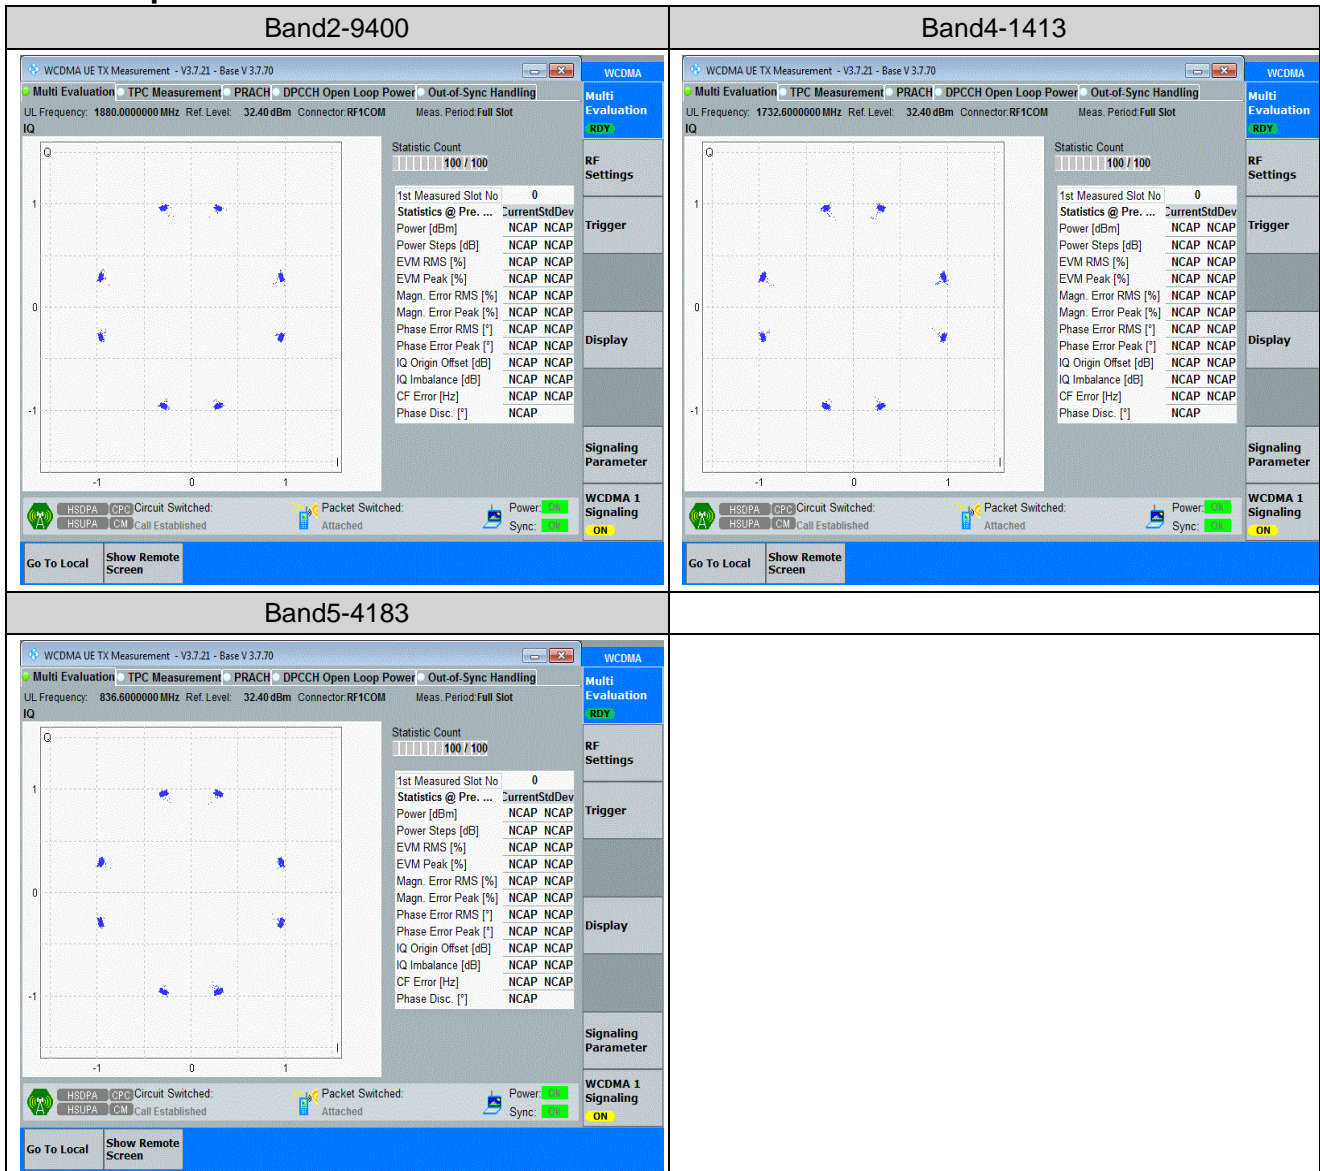 Band2-9400
Band4-1413
WCDMA UE TX Measurement - V3.7.21 - Base V 3.7.70
WCDMA
Multi Evaluation TPC Measurement PRACH DPCCH Open Loop Power Out-of-Sync Handling
Multi
Evaluation
RDY
UL Frequency: 1880.0000000 MHz Ref. Level: 32.40 dBm Connector: RF1COM Meas. Period: Full Slot
IQ
Q
1
0
-1
-1 0 1
I
Statistic Count
100 / 100
1st Measured Slot No 0
Statistics @ Pre. ... CurrentStdDev
Power [dBm] NCAP NCAP
Power Steps [dB] NCAP NCAP
EVM RMS [%] NCAP NCAP
EVM Peak [%] NCAP NCAP
Magn. Error RMS [%] NCAP NCAP
Magn. Error Peak [%] NCAP NCAP
Phase Error RMS [°] NCAP NCAP
Phase Error Peak [°] NCAP NCAP
IQ Origin Offset [dB] NCAP NCAP
IQ Imbalance [dB] NCAP NCAP
CF Error [Hz] NCAP NCAP
Phase Disc. [°] NCAP
RF
Settings
Trigger
Display
Signaling
Parameter
WCDMA 1
Signaling
ON
HSDPA CPC Circuit Switched: Packet Switched: Power: OK
HSUPA CM Call Established Attached Sync: OK
Go To Local
Show Remote
Screen
WCDMA UE TX Measurement - V3.7.21 - Base V 3.7.70
WCDMA
Multi Evaluation TPC Measurement PRACH DPCCH Open Loop Power Out-of-Sync Handling
Multi
Evaluation
RDY
UL Frequency: 1732.6000000 MHz Ref. Level: 32.40 dBm Connector: RF1COM Meas. Period: Full Slot
IQ
Q
1
0
-1
-1 0 1
I
Statistic Count
100 / 100
1st Measured Slot No 0
Statistics @ Pre. ... CurrentStdDev
Power [dBm] NCAP NCAP
Power Steps [dB] NCAP NCAP
EVM RMS [%] NCAP NCAP
EVM Peak [%] NCAP NCAP
Magn. Error RMS [%] NCAP NCAP
Magn. Error Peak [%] NCAP NCAP
Phase Error RMS [°] NCAP NCAP
Phase Error Peak [°] NCAP NCAP
IQ Origin Offset [dB] NCAP NCAP
IQ Imbalance [dB] NCAP NCAP
CF Error [Hz] NCAP NCAP
Phase Disc. [°] NCAP
RF
Settings
Trigger
Display
Signaling
Parameter
WCDMA 1
Signaling
ON
HSDPA CPC Circuit Switched: Packet Switched: Power: OK
HSUPA CM Call Established Attached Sync: OK
Go To Local
Show Remote
Screen
Band5-4183
WCDMA UE TX Measurement - V3.7.21 - Base V 3.7.70
WCDMA
Multi Evaluation TPC Measurement PRACH DPCCH Open Loop Power Out-of-Sync Handling
Multi
Evaluation
RDY
UL Frequency: 836.6000000 MHz Ref. Level: 32.40 dBm Connector: RF1COM Meas. Period: Full Slot
IQ
Q
1
0
-1
-1 0 1
I
Statistic Count
100 / 100
1st Measured Slot No 0
Statistics @ Pre. ... CurrentStdDev
Power [dBm] NCAP NCAP
Power Steps [dB] NCAP NCAP
EVM RMS [%] NCAP NCAP
EVM Peak [%] NCAP NCAP
Magn. Error RMS [%] NCAP NCAP
Magn. Error Peak [%] NCAP NCAP
Phase Error RMS [°] NCAP NCAP
Phase Error Peak [°] NCAP NCAP
IQ Origin Offset [dB] NCAP NCAP
IQ Imbalance [dB] NCAP NCAP
CF Error [Hz] NCAP NCAP
Phase Disc. [°] NCAP
RF
Settings
Trigger
Display
Signaling
Parameter
WCDMA 1
Signaling
ON
HSDPA CPC Circuit Switched: Packet Switched: Power: OK
HSUPA CM Call Established Attached Sync: OK
Go To Local
Show Remote
Screen